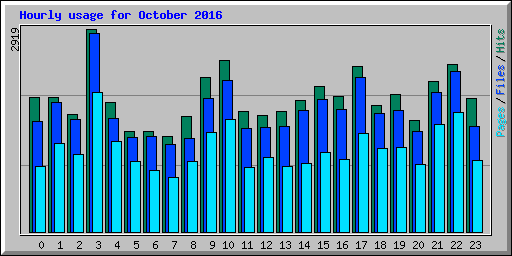 Hourly usage for October 2016
2919
Pages/Files/Hits
0 1 2 3 4 5 6 7 8 9 10 11 12 13 14 15 16 17 18 19 20 21 22 23